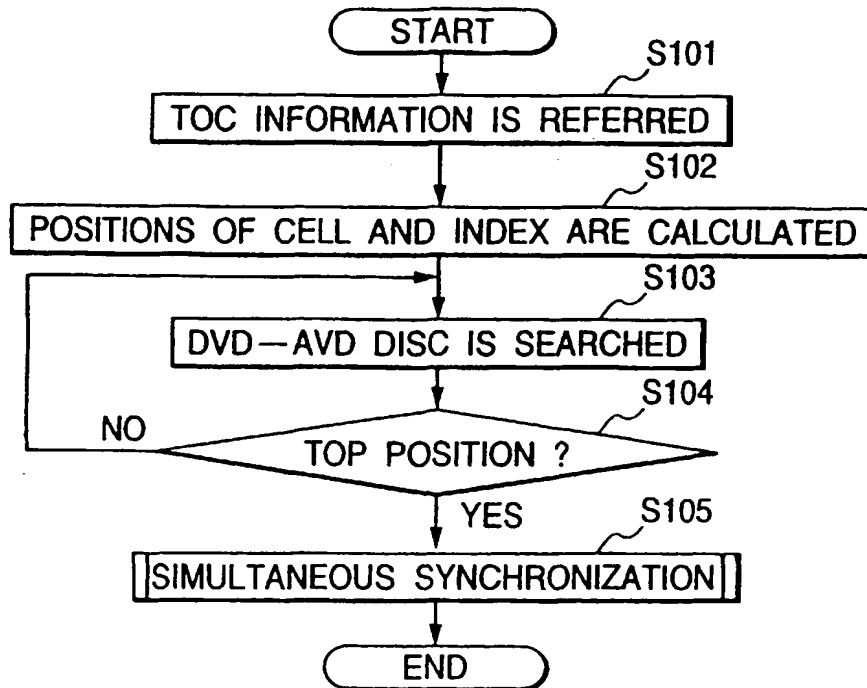 START
S101
TOC INFORMATION IS REFERRED
S102
POSITIONS OF CELL AND INDEX ARE CALCULATED
S103
DVD—AVD DISC IS SEARCHED
S104
NO
TOP POSITION ?
YES
S105
SIMULTANEOUS SYNCHRONIZATION
END